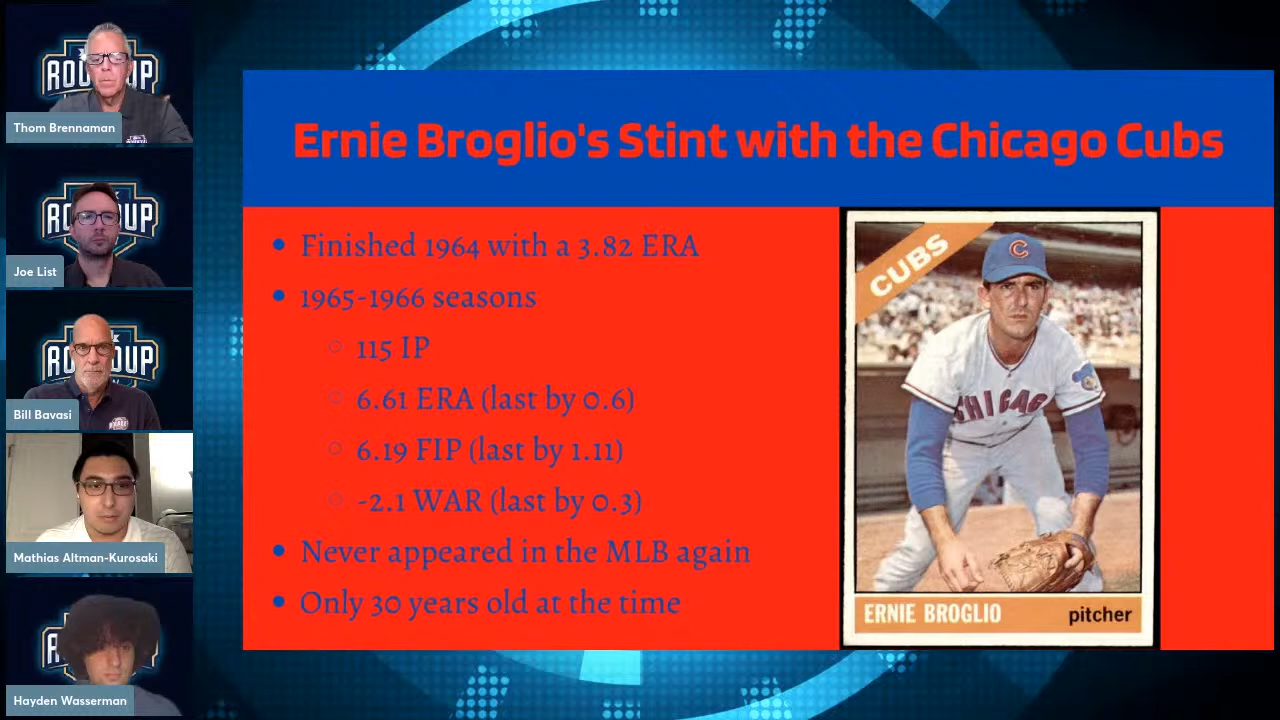 ROUNDUP
Thom Brennaman
ROUNDUP
Joe List
ROUNDUP
Bill Bavasi
Mathias Altman-Kurosaki
Hayden Wasserman
Ernie Broglio's Stint with the Chicago Cubs
• Finished 1964 with a 3.82 ERA
• 1965-1966 seasons
○ 115 IP
○ 6.61 ERA (last by 0.6)
○ 6.19 FIP (last by 1.11)
○ -2.1 WAR (last by 0.3)
• Never appeared in the MLB again
• Only 30 years old at the time
CUBS
C
CHICAGO
ERNIE BROGLIO pitcher